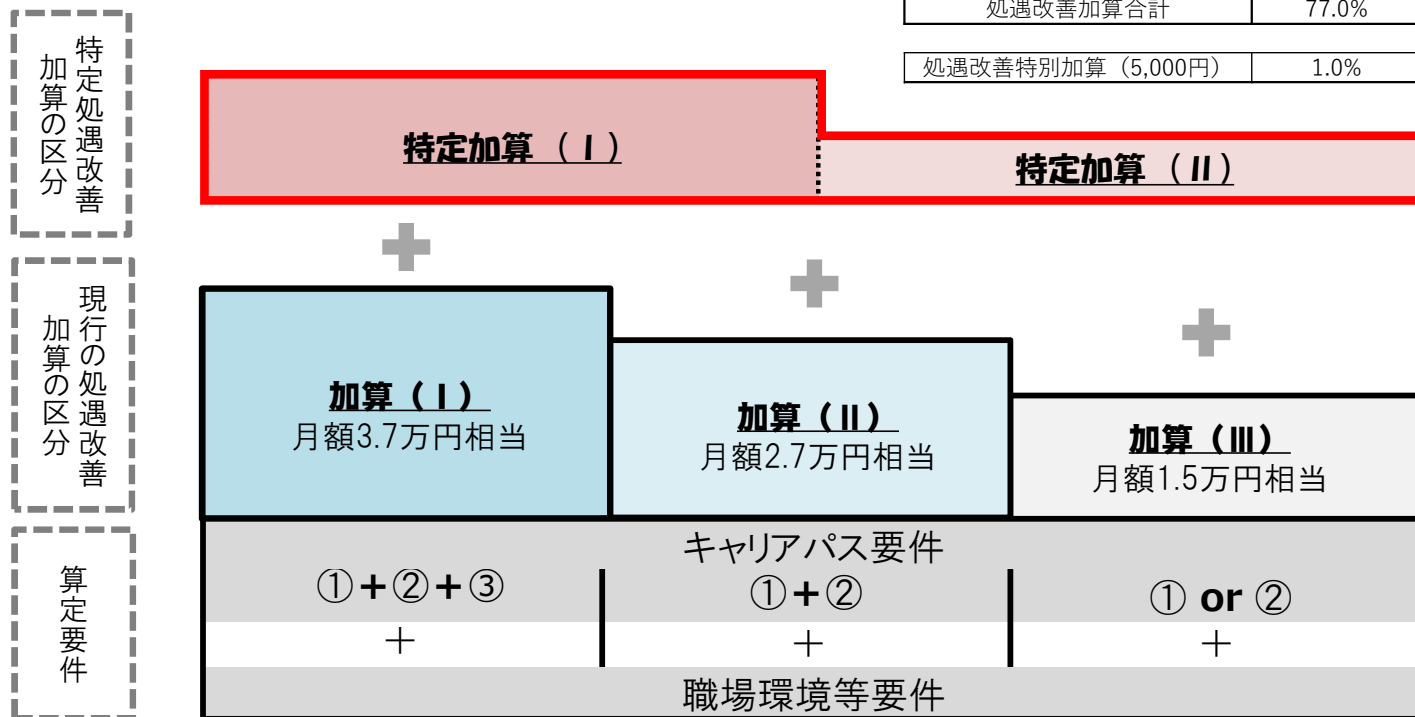 処遇改善加算合計 77.0%
処遇改善特別加算（5,000円） 1.0%
特定処遇改善
加算の区分
特定加算（Ⅰ）
特定加算（Ⅱ）
現行の処遇改善
加算の区分
加算（Ⅰ）
月額3.7万円相当
加算（Ⅱ）
月額2.7万円相当
加算（Ⅲ）
月額1.5万円相当
算定要件
キャリアパス要件
①+②+③ ①+② ① or ②
＋ ＋ ＋
職場環境等要件